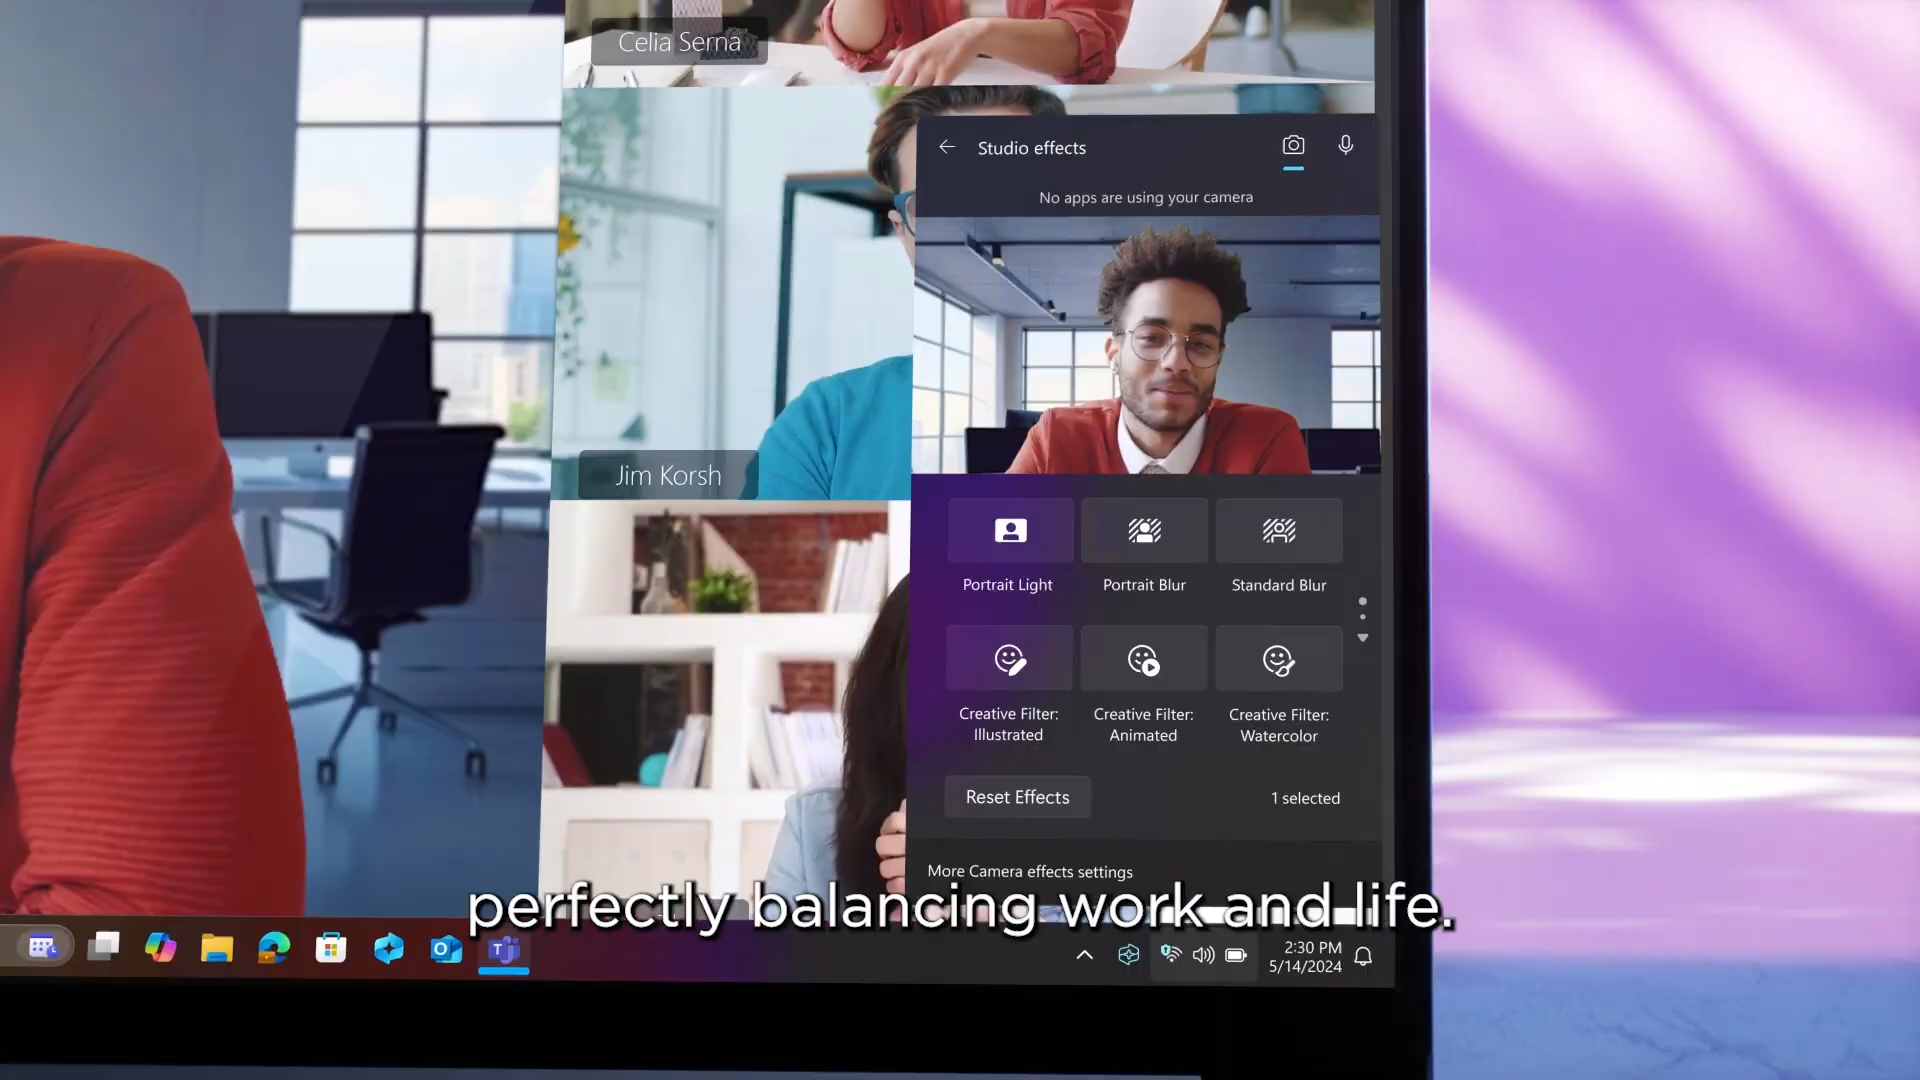 Celia Serna
Studio effects
No apps are using your camera
Jim Korsh
Portrait Light
Portrait Blur
Standard Blur
Creative Filter:
Illustrated
Creative Filter:
Animated
Creative Filter:
Watercolor
Reset Effects
1 selected
More Camera effects settings
perfectly balancing work and life.
2:30 PM
5/14/2024